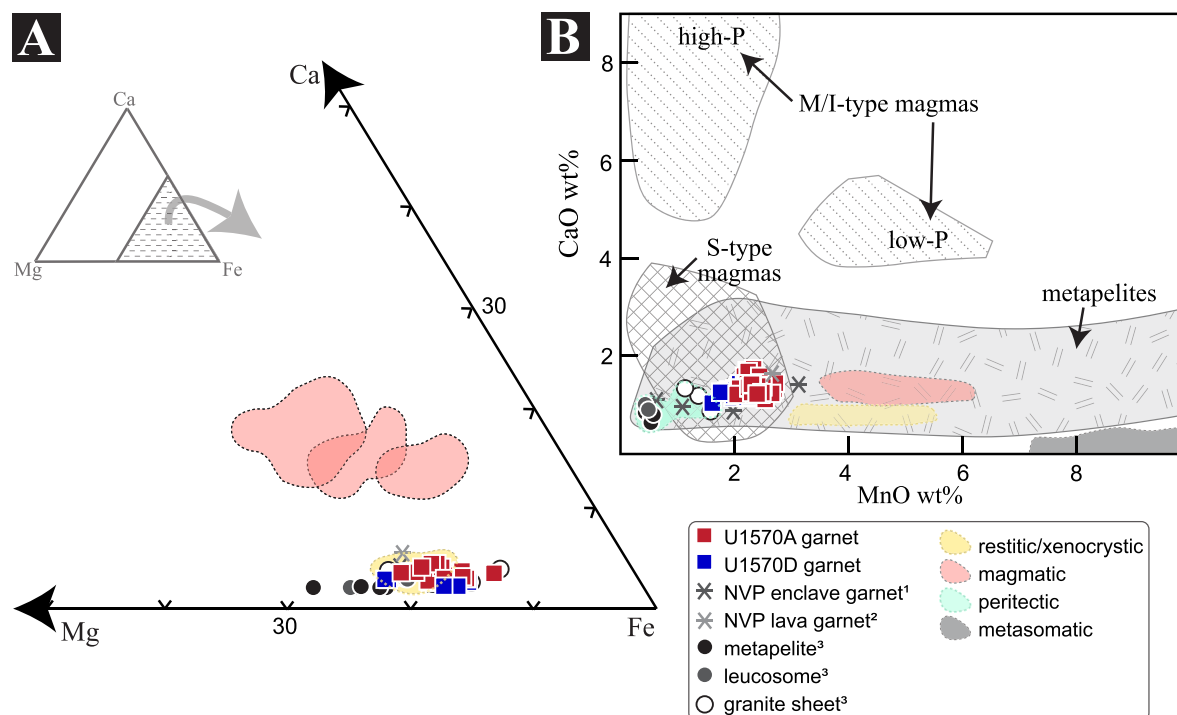 A
Ca
Ca
Mg
Fe
30
30
Mg
Fe
B
high-P
M/I-type magmas
low-P
S-type
magmas
metapelites
8
6
4
2
CaO wt%
2
4
6
8
MnO wt%
U1570A garnet
U1570D garnet
NVP enclave garnet¹
NVP lava garnet²
metapelite³
leucosome³
granite sheet³
restitic/xenocrystic
magmatic
peritectic
metasomatic